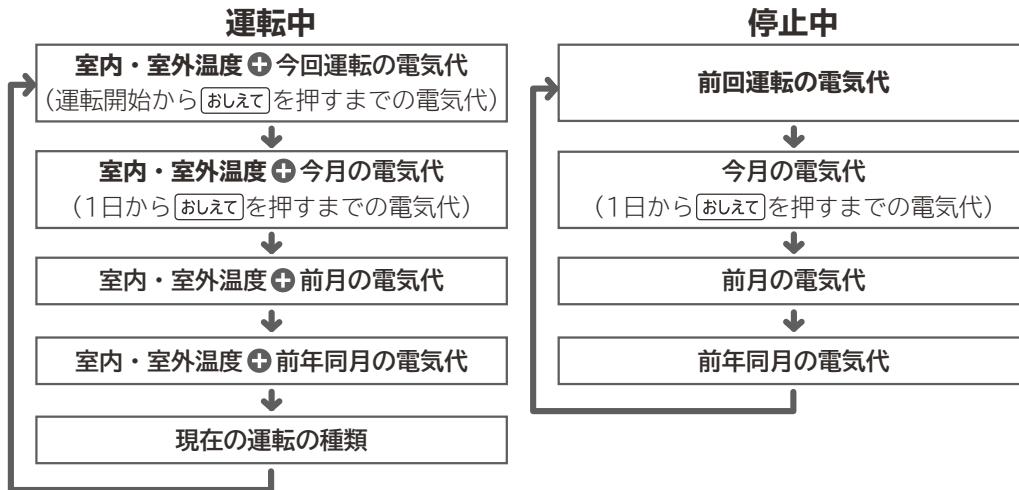 運転中
室内・室外温度➕今回運転の電気代
（運転開始からおしえてを押すまでの電気代）
室内・室外温度➕今月の電気代
（1日からおしえてを押すまでの電気代）
室内・室外温度➕前月の電気代
室内・室外温度➕前年同月の電気代
現在の運転の種類
停止中
前回運転の電気代
今月の電気代
（1日からおしえてを押すまでの電気代）
前月の電気代
前年同月の電気代